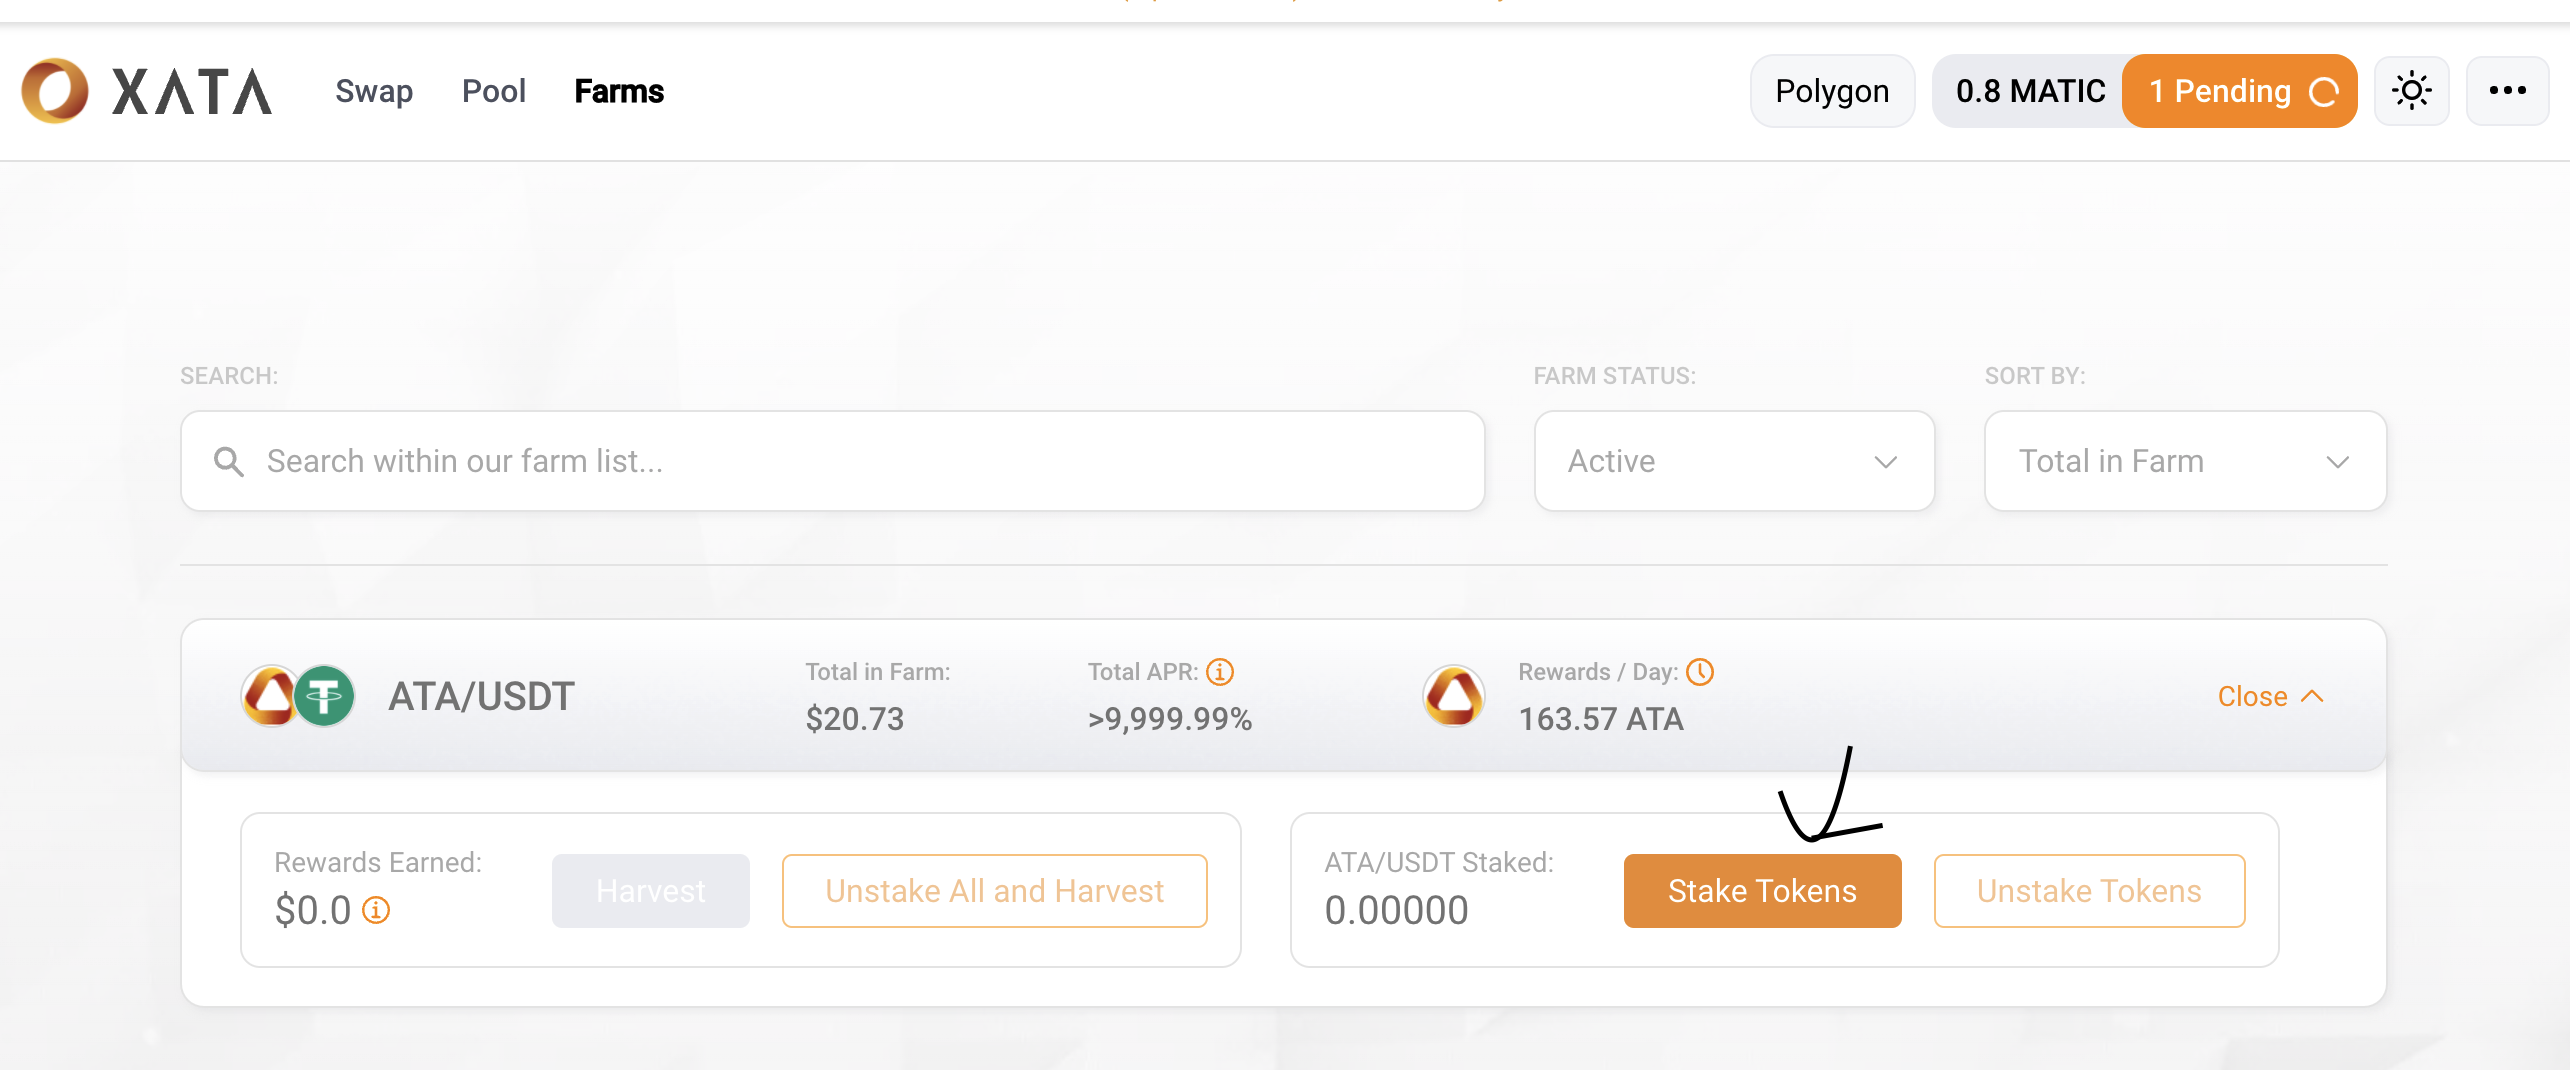 XATA
Swap Pool Farms Polygon 0.8 MATIC 1 Pending
SEARCH: FARM STATUS: SORT BY:
Search within our farm list... Active Total in Farm
Total in Farm: Total APR: Rewards / Day:
ATA/USDT Close
$20.73 >9,999.99% 163.57 ATA
Rewards Earned: ATA/USDT Staked:
Harvest Unstake All and Harvest Stake Tokens Unstake Tokens
$0.0 0.00000